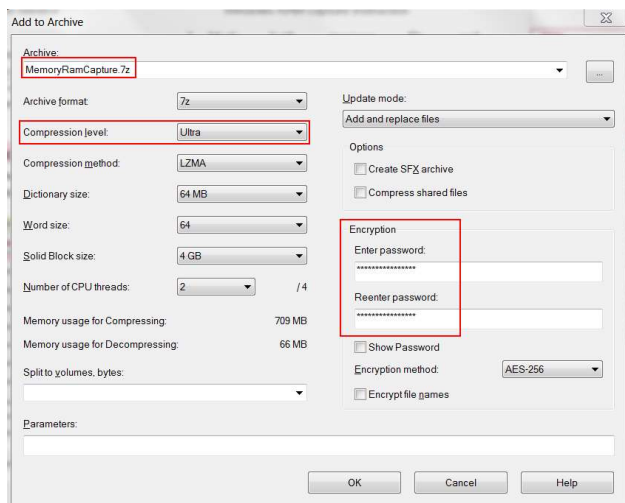 Add to Archive
Archive:
MemoryRamCapture.7z
...
Archive format:
7z
Compression level:
Ultra
Compression method:
LZMA
Dictionary size:
64 MB
Word size:
64
Solid Block size:
4 GB
Number of CPU threads:
2
/ 4
Memory usage for Compressing:
709 MB
Memory usage for Decompressing:
66 MB
Split to volumes, bytes:
Parameters:
Update mode:
Add and replace files
Options
Create SFX archive
Compress shared files
Encryption
Enter password:
****************
Reenter password:
****************
Show Password
Encryption method:
AES-256
Encrypt file names
OK
Cancel
Help